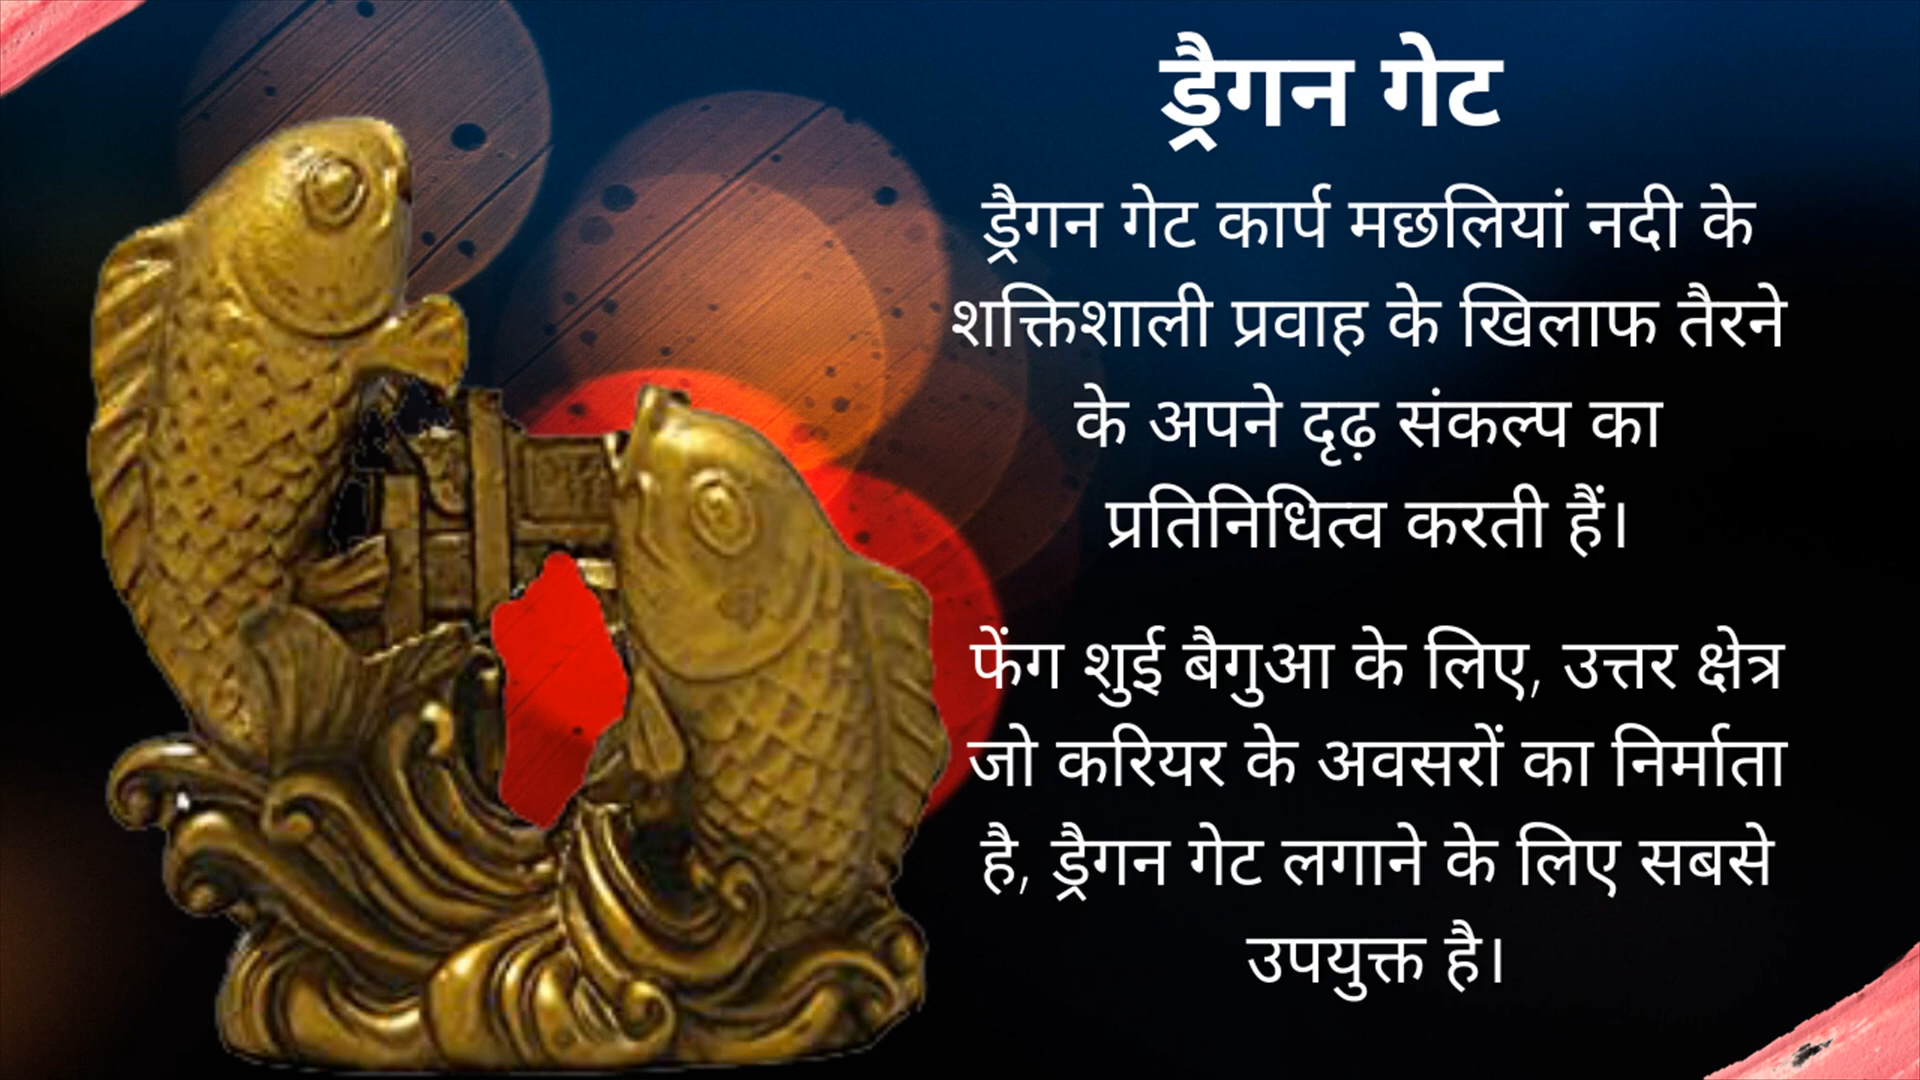 ड्रैगन गेट
ड्रैगन गेट कार्प मछलियां नदी के
शक्तिशाली प्रवाह के खिलाफ तैरने
के अपने दृढ़ संकल्प का
प्रतिनिधित्व करती हैं।
फेंग शुई बैगुआ के लिए, उत्तर क्षेत्र
जो करियर के अवसरों का निर्माता
है, ड्रैगन गेट लगाने के लिए सबसे
उपयुक्त है।